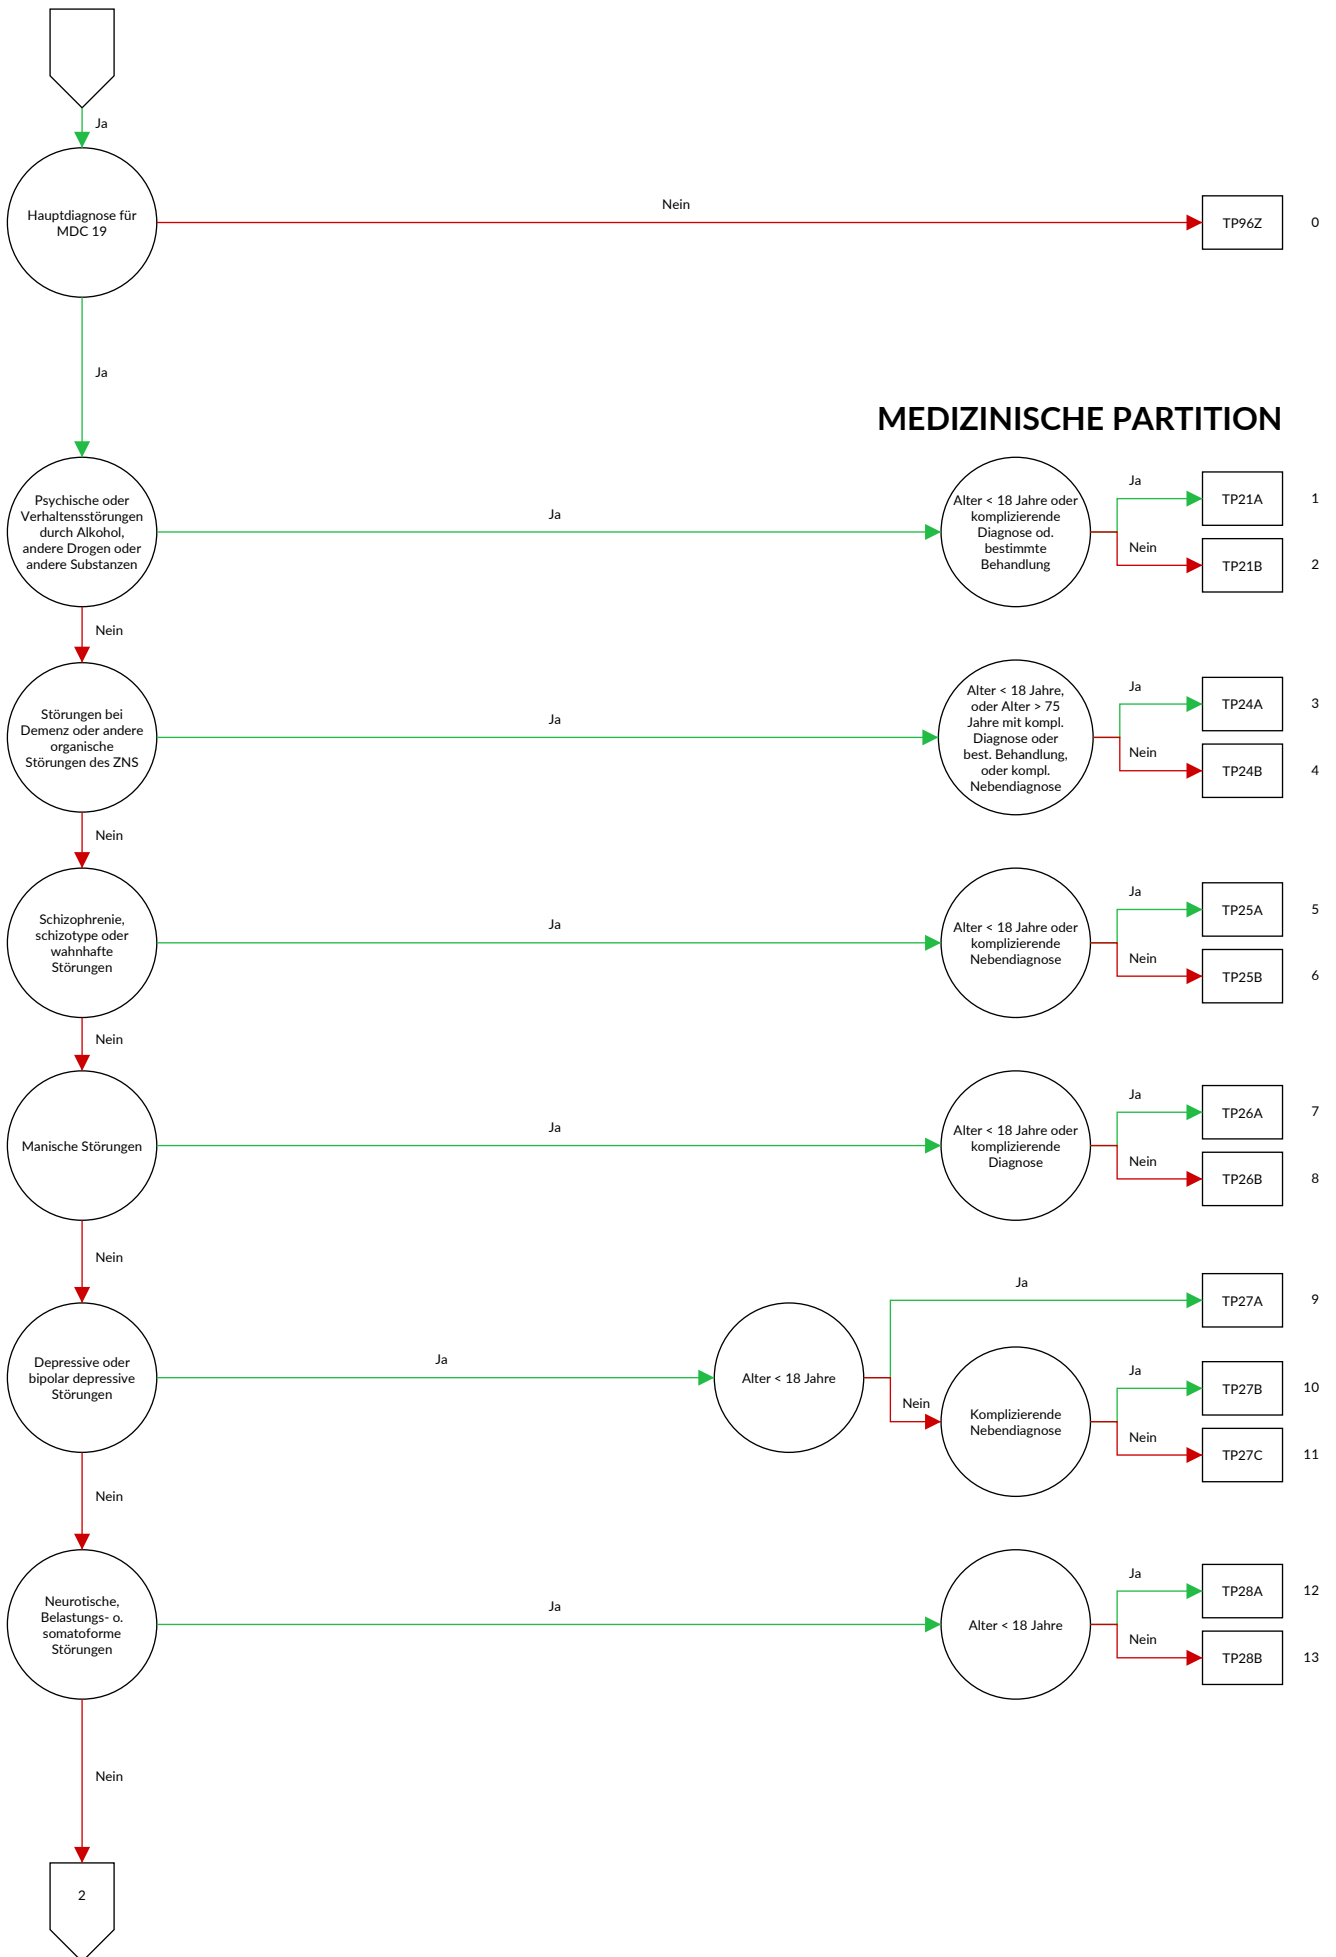 Ja
Hauptdiagnose für
MDC 19
Nein
TP96Z
0
Ja
MEDIZINISCHE PARTITION
Psychische oder
Verhaltensstörungen
durch Alkohol,
andere Drogen oder
andere Substanzen
Ja
Alter < 18 Jahre oder
komplizierende
Diagnose od.
bestimmte
Behandlung
Ja
TP21A
1
Nein
TP21B
2
Nein
Störungen bei
Demenz oder andere
organische
Störungen des ZNS
Ja
Alter < 18 Jahre,
oder Alter > 75
Jahre mit kompl.
Diagnose oder
best. Behandlung,
oder kompl.
Nebendiagnose
Ja
TP24A
3
Nein
TP24B
4
Nein
Schizophrenie,
schizotype oder
wahnhafte
Störungen
Ja
Alter < 18 Jahre oder
komplizierende
Nebendiagnose
Ja
TP25A
5
Nein
TP25B
6
Nein
Manische Störungen
Ja
Alter < 18 Jahre oder
komplizierende
Diagnose
Ja
TP26A
7
Nein
TP26B
8
Nein
Depressive oder
bipolar depressive
Störungen
Ja
Alter < 18 Jahre
Ja
TP27A
9
Nein
Komplizierende
Nebendiagnose
Ja
TP27B
10
Nein
TP27C
11
Nein
Neurotische,
Belastungs- o.
somatoforme
Störungen
Ja
Alter < 18 Jahre
Ja
TP28A
12
Nein
TP28B
13
Nein
2